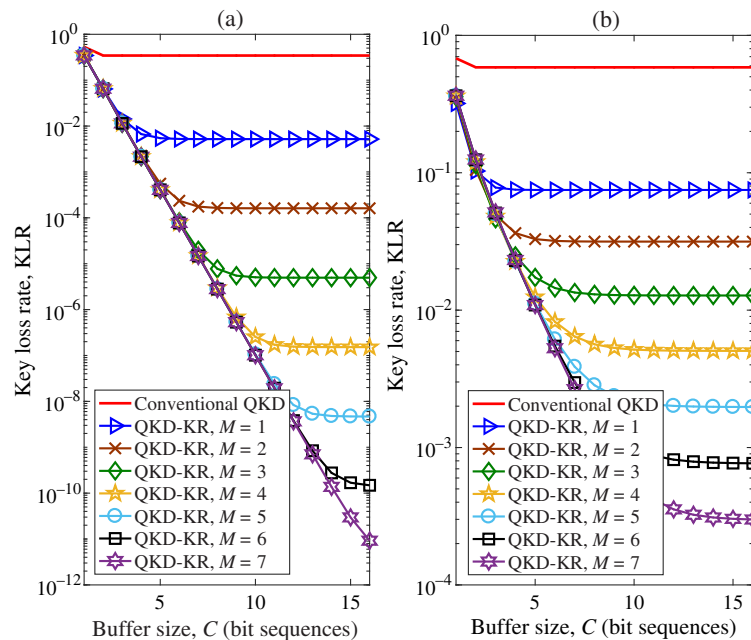 (a)
10^0
10^-2
10^-4
10^-6
10^-8
10^-10
10^-12
Key loss rate, KLR
Conventional QKD
QKD-KR, M = 1
QKD-KR, M = 2
QKD-KR, M = 3
QKD-KR, M = 4
QKD-KR, M = 5
QKD-KR, M = 6
QKD-KR, M = 7
5 10 15
Buffer size, C (bit sequences)
(b)
10^0
10^-1
10^-2
10^-3
10^-4
Key loss rate, KLR
Conventional QKD
QKD-KR, M = 1
QKD-KR, M = 2
QKD-KR, M = 3
QKD-KR, M = 4
QKD-KR, M = 5
QKD-KR, M = 6
QKD-KR, M = 7
5 10 15
Buffer size, C (bit sequences)